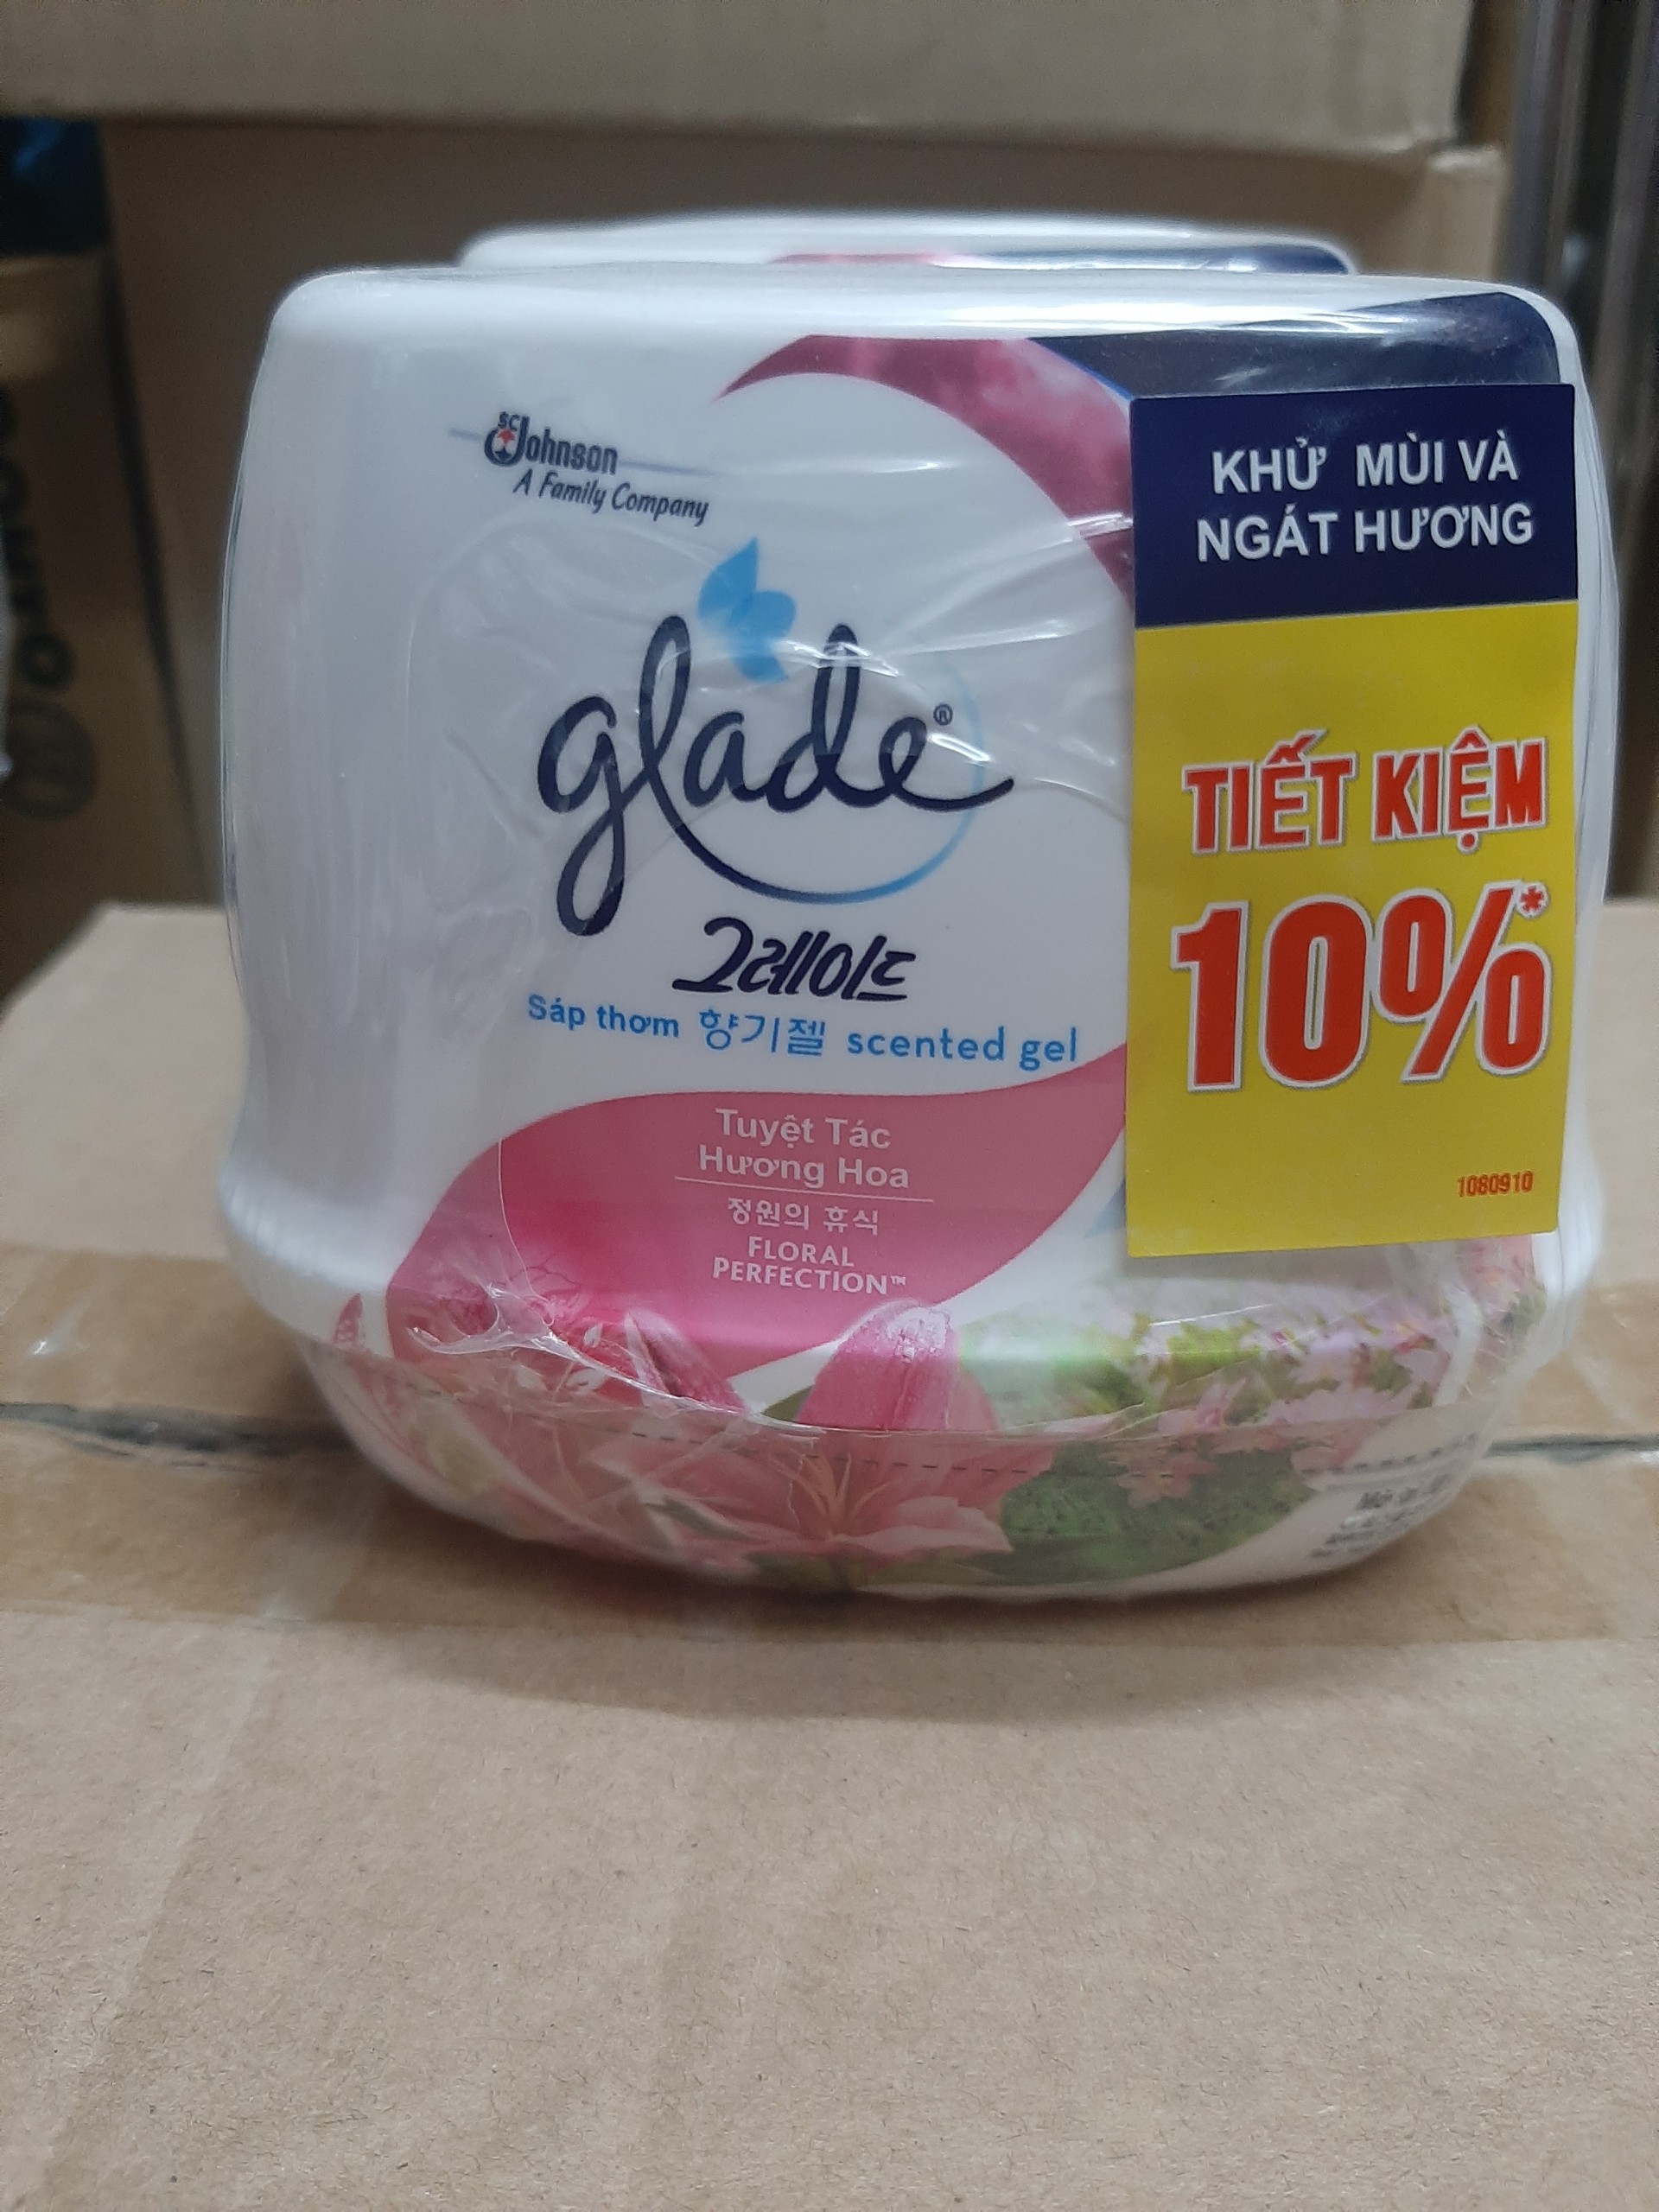 SC Johnson
A Family Company
glade®
그레이드
Sáp thơm 향기젤 scented gel
Tuyệt Tác
Hương Hoa
정원의 휴식
FLORAL
PERFECTION™
KHỬ MÙI VÀ
NGÁT HƯƠNG
TIẾT KIỆM
10%*
1080910